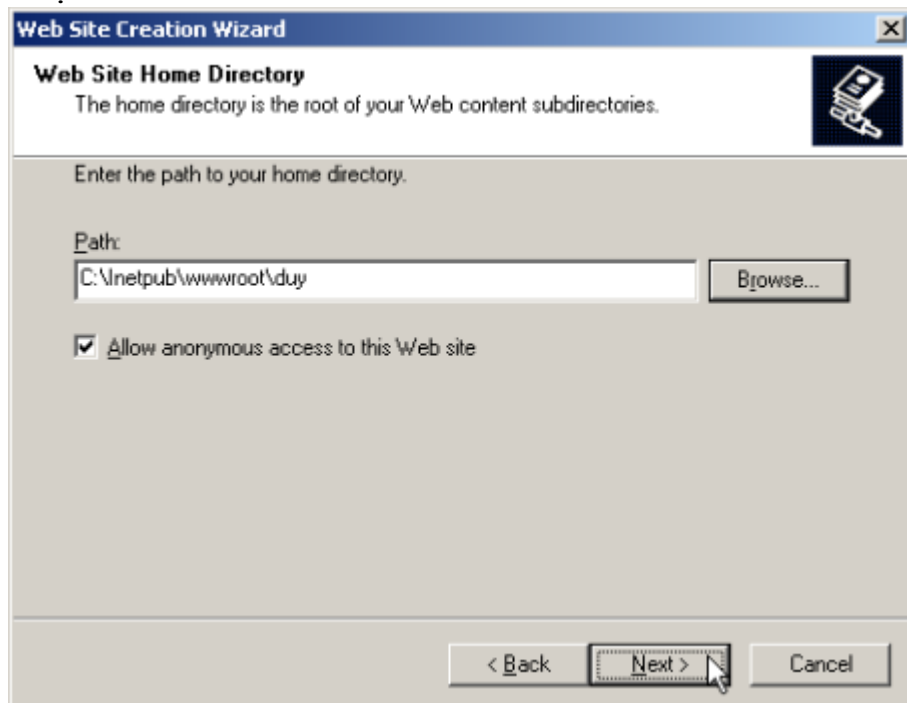 Web Site Creation Wizard
Web Site Home Directory
The home directory is the root of your Web content subdirectories.
Enter the path to your home directory.
Path:
C:\Inetpub\wwwroot\duy
Browse...
Allow anonymous access to this Web site
< Back
Next >
Cancel